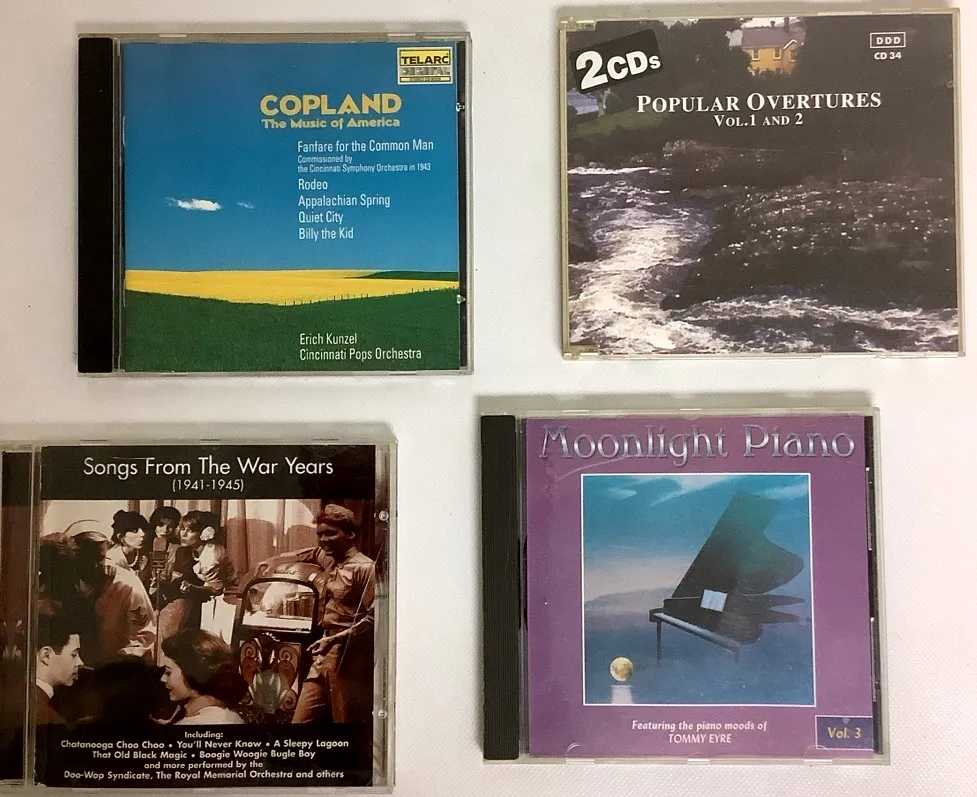 TELARC
DIGITAL
COPLAND
The Music of America
Fanfare for the Common Man
Commissioned by
the Cincinnati Symphony Orchestra in 1943
Rodeo
Appalachian Spring
Quiet City
Billy the Kid
Erich Kunzel
Cincinnati Pops Orchestra
2CDs
DDD
CD 34
POPULAR OVERTURES
VOL.1 AND 2
Songs From The War Years
(1941-1945)
Including:
Chatanooga Choo Choo • You'll Never Know • A Sleepy Lagoon
That Old Black Magic • Boogie Woogie Bugle Boy
and more performed by the
Doo-Wop Syndicate, The Royal Memorial Orchestra and others
Moonlight Piano
Featuring the piano moods of
TOMMY EYRE
Vol. 3